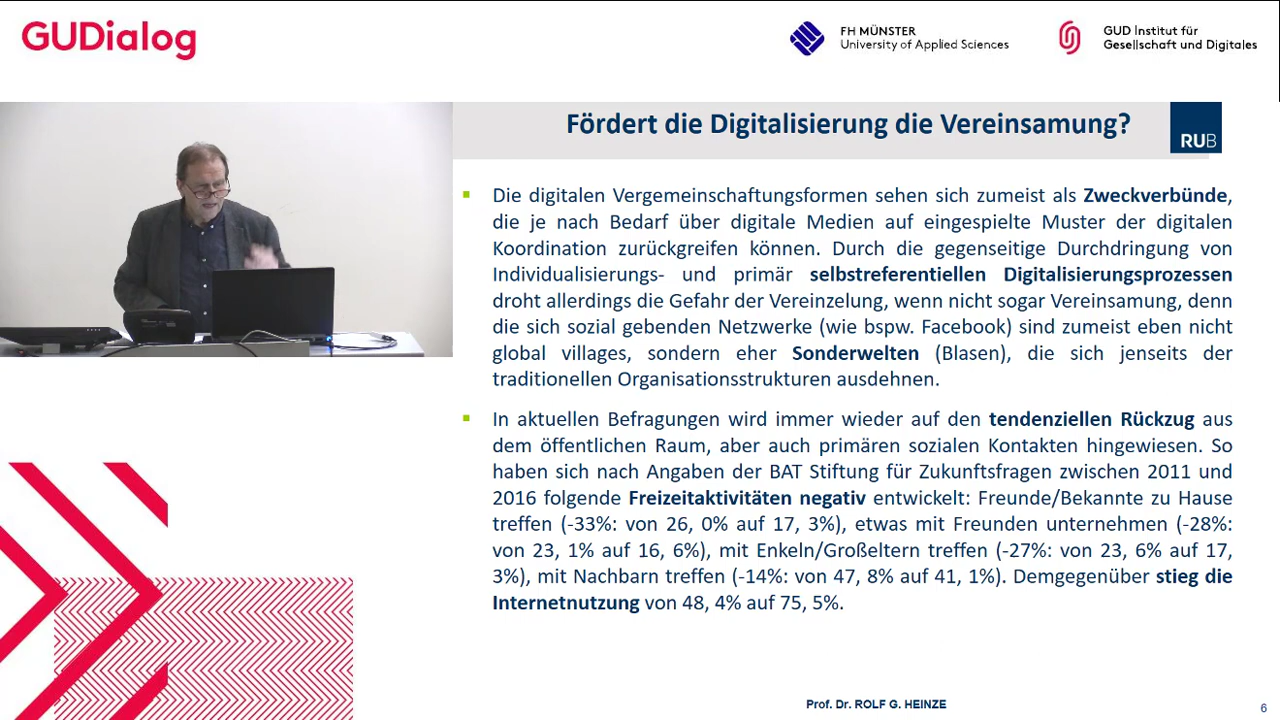 GUDialog
FH MÜNSTER
University of Applied Sciences
GUD Institut für
Gesellschaft und Digitales
Fördert die Digitalisierung die Vereinsamung?
RUB
Die digitalen Vergemeinschaftungsformen sehen sich zumeist als Zweckverbünde,
die je nach Bedarf über digitale Medien auf eingespielte Muster der digitalen
Koordination zurückgreifen können. Durch die gegenseitige Durchdringung von
Individualisierungs- und primär selbstreferentiellen Digitalisierungsprozessen
droht allerdings die Gefahr der Vereinzelung, wenn nicht sogar Vereinsamung, denn
die sich sozial gebenden Netzwerke (wie bspw. Facebook) sind zumeist eben nicht
global villages, sondern eher Sonderwelten (Blasen), die sich jenseits der
traditionellen Organisationsstrukturen ausdehnen.
In aktuellen Befragungen wird immer wieder auf den tendenziellen Rückzug aus
dem öffentlichen Raum, aber auch primären sozialen Kontakten hingewiesen. So
haben sich nach Angaben der BAT Stiftung für Zukunftsfragen zwischen 2011 und
2016 folgende Freizeitaktivitäten negativ entwickelt: Freunde/Bekannte zu Hause
treffen (-33%: von 26, 0% auf 17, 3%), etwas mit Freunden unternehmen (-28%:
von 23, 1% auf 16, 6%), mit Enkeln/Großeltern treffen (-27%: von 23, 6% auf 17,
3%), mit Nachbarn treffen (-14%: von 47, 8% auf 41, 1%). Demgegenüber stieg die
Internetnutzung von 48, 4% auf 75, 5%.
Prof. Dr. ROLF G. HEINZE
6